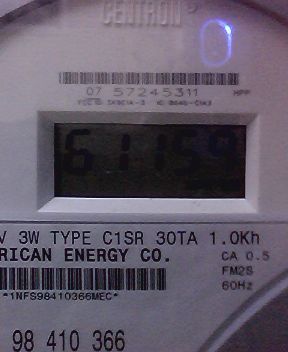 CENTRON
07 57245311 HPP
61159
V 3W TYPE C1SR 30TA 1.0Kh
RICAN ENERGY CO. CA 0.5
FM2S
60Hz
*1NFS98410366MEC*
98 410 366